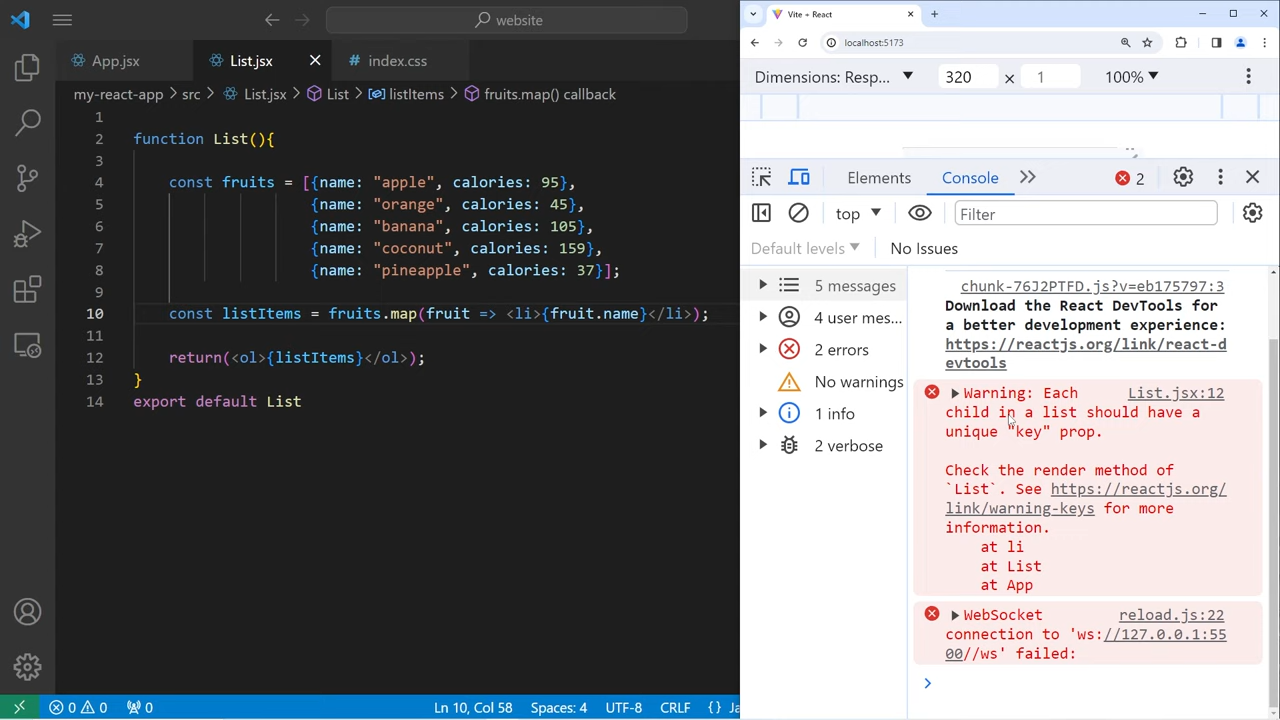 website
App.jsx
List.jsx
index.css
my-react-app > src > List.jsx > List > listItems > fruits.map() callback
1
2 function List(){
3
4 const fruits = [{name: "apple", calories: 95},
5 {name: "orange", calories: 45},
6 {name: "banana", calories: 105},
7 {name: "coconut", calories: 159},
8 {name: "pineapple", calories: 37}];
9
10 const listItems = fruits.map(fruit => <li>{fruit.name}</li>);
11
12 return(<ol>{listItems}</ol>);
13 }
14 export default List
0 0 0
Ln 10, Col 58 Spaces: 4 UTF-8 CRLF {} Ja
Vite + React
localhost:5173
Dimensions: Resp... 320 × 1 100%
Elements Console 2
top Filter
Default levels No Issues
5 messages
4 user mes...
2 errors
No warnings
1 info
2 verbose
chunk-76J2PTFD.js?v=eb175797:3
Download the React DevTools for
a better development experience:
https://reactjs.org/link/react-d
evtools
Warning: Each List.jsx:12
child in a list should have a
unique "key" prop.
Check the render method of
`List`. See https://reactjs.org/
link/warning-keys for more
information.
at li
at List
at App
WebSocket reload.js:22
connection to 'ws://127.0.0.1:55
00//ws' failed: